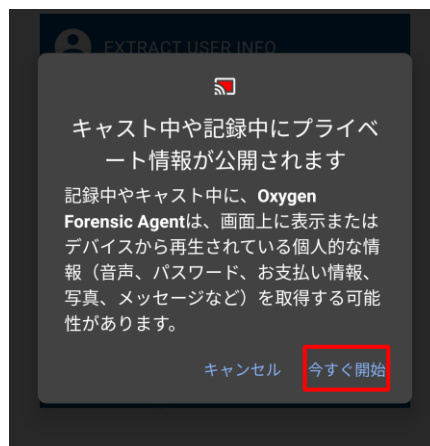 EXTRACT USER INFO
キャスト中や記録中にプライベ
ート情報が公開されます
記録中やキャスト中に、Oxygen
Forensic Agentは、画面上に表示または
デバイスから再生されている個人的な情
報（音声、パスワード、お支払い情報、
写真、メッセージなど）を取得する可能
性があります。
キャンセル 今すぐ開始